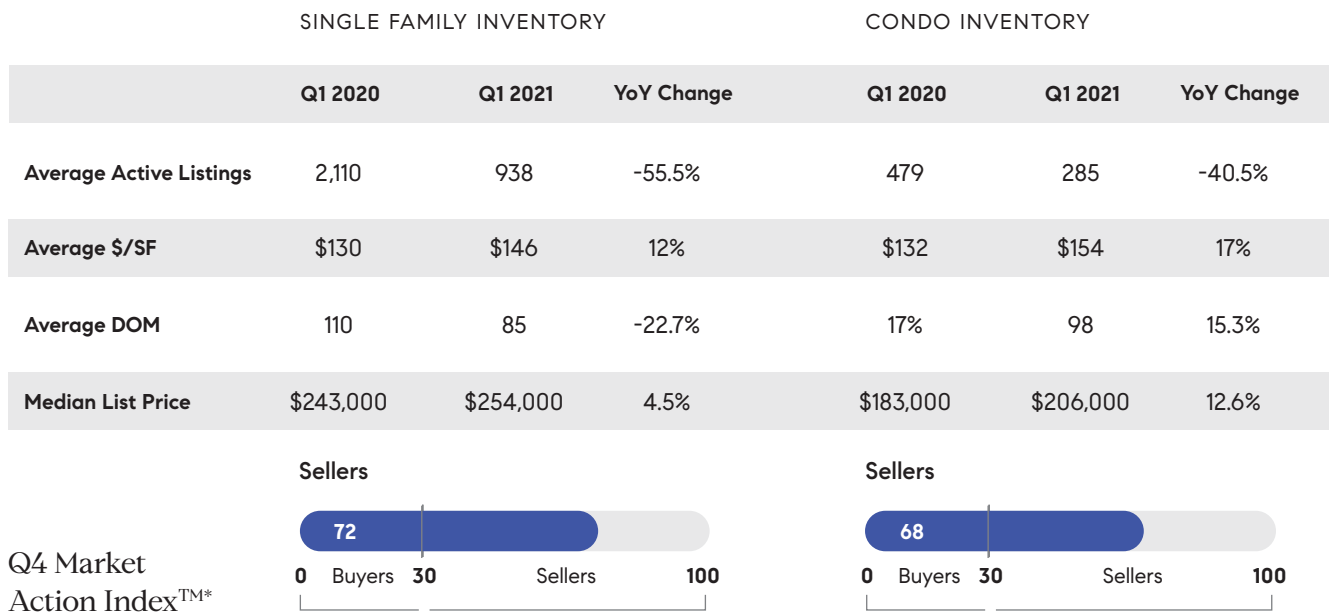 SINGLE FAMILY INVENTORY CONDO INVENTORY
Q1 2020 Q1 2021 YoY Change Q1 2020 Q1 2021 YoY Change
Average Active Listings 2,110 938 -55.5% 479 285 -40.5%
Average $/SF $130 $146 12% $132 $154 17%
Average DOM 110 85 -22.7% 17% 98 15.3%
Median List Price $243,000 $254,000 4.5% $183,000 $206,000 12.6%
Sellers Sellers
72 68
Q4 Market
Action Index™*
0 Buyers 30 Sellers 100 0 Buyers 30 Sellers 100